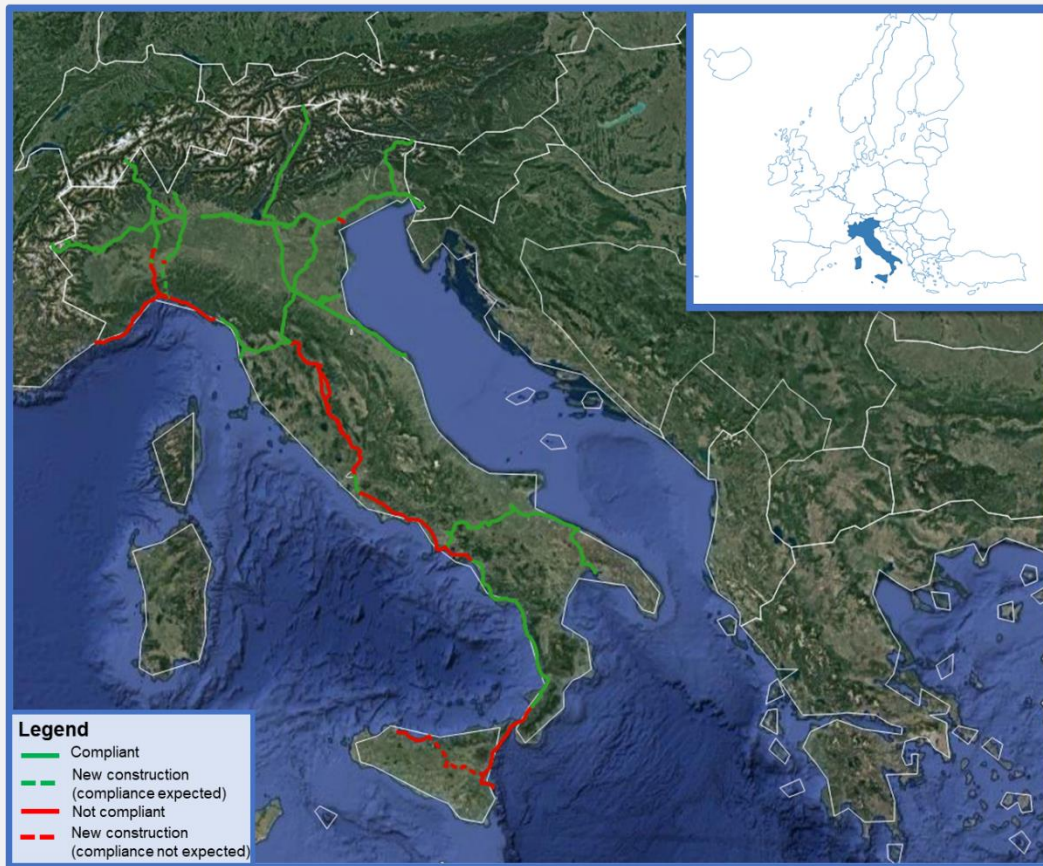 Legend
Compliant
New construction
(compliance expected)
Not compliant
New construction
(compliance not expected)